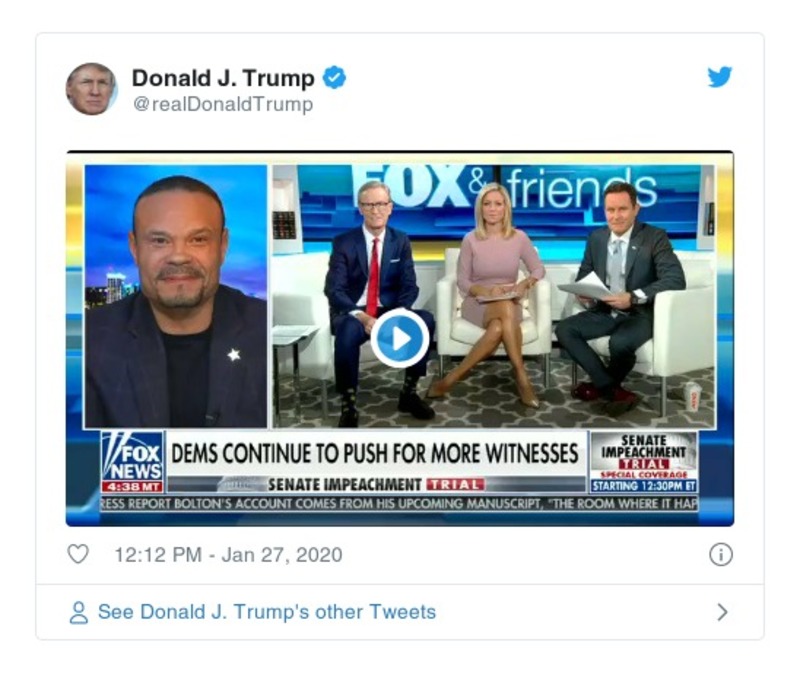 Donald J. Trump
@realDonaldTrump
FOX & friends
FOX
NEWS
4:38 MT
DEMS CONTINUE TO PUSH FOR MORE WITNESSES
SENATE IMPEACHMENT TRIAL
SENATE
IMPEACHMENT
TRIAL
SPECIAL COVERAGE
STARTING 12:30PM ET
RESS REPORT BOLTON'S ACCOUNT COMES FROM HIS UPCOMING MANUSCRIPT, "THE ROOM WHERE IT HAP
12:12 PM - Jan 27, 2020
See Donald J. Trump's other Tweets